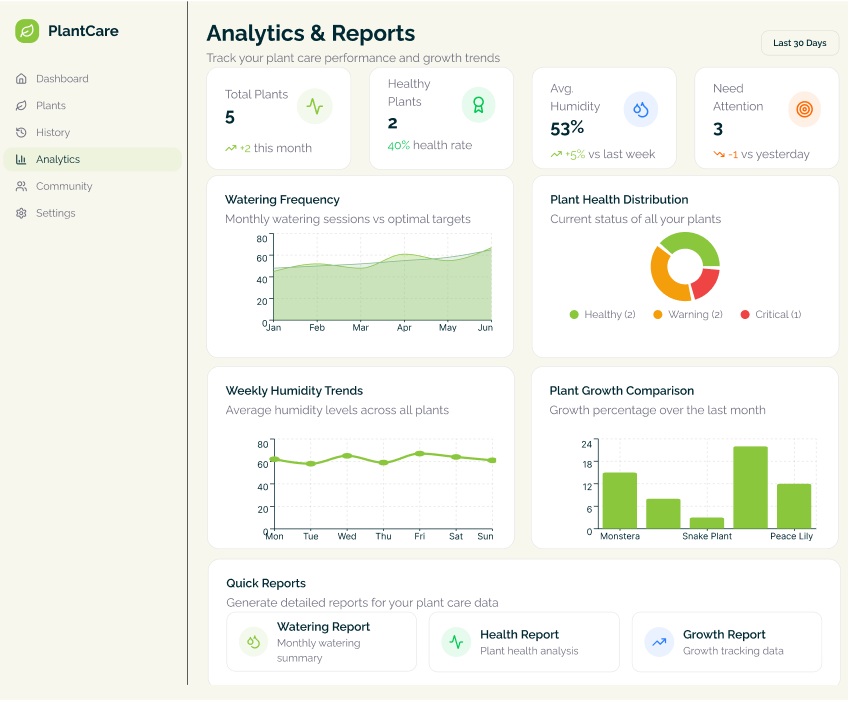 PlantCare
Dashboard
Plants
History
Analytics
Community
Settings
Analytics & Reports
Track your plant care performance and growth trends
Last 30 Days
Total Plants
5
+2 this month
Healthy
Plants
2
40% health rate
Avg.
Humidity
53%
+5% vs last week
Need
Attention
3
-1 vs yesterday
Watering Frequency
Monthly watering sessions vs optimal targets
80
60
40
20
0
Jan Feb Mar Apr May Jun
Plant Health Distribution
Current status of all your plants
Healthy (2) Warning (2) Critical (1)
Weekly Humidity Trends
Average humidity levels across all plants
80
60
40
20
0
Mon Tue Wed Thu Fri Sat Sun
Plant Growth Comparison
Growth percentage over the last month
24
18
12
6
0
Monstera Snake Plant Peace Lily
Quick Reports
Generate detailed reports for your plant care data
Watering Report
Monthly watering
summary
Health Report
Plant health analysis
Growth Report
Growth tracking data